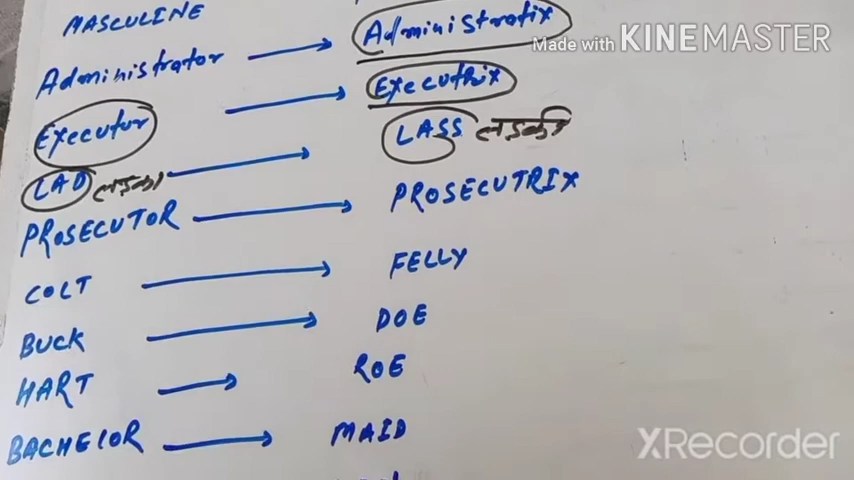 MASCULINE
Administrator → Administratix
Executur → Executrix
LAD लड़का → LASS लड़की
PROSECUTOR → PROSECUTRIX
COLT → FELLY
BUCK → DOE
HART → ROE
BACHELOR → MAID
Made with KINEMASTER
XRecorder